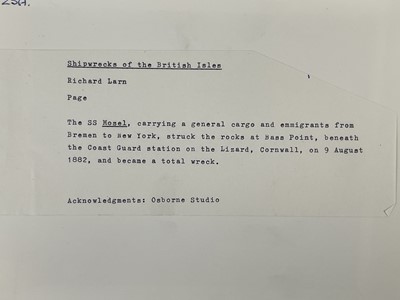 25A.
Shipwrecks of the British Isles
Richard Larn
Page
The SS Mosel, carrying a general cargo and emigrants from
Bremen to New York, struck the rocks at Bass Point, beneath
the Coast Guard station on the Lizard, Cornwall, on 9 August
1882, and became a total wreck.
Acknowledgments: Osborne Studio